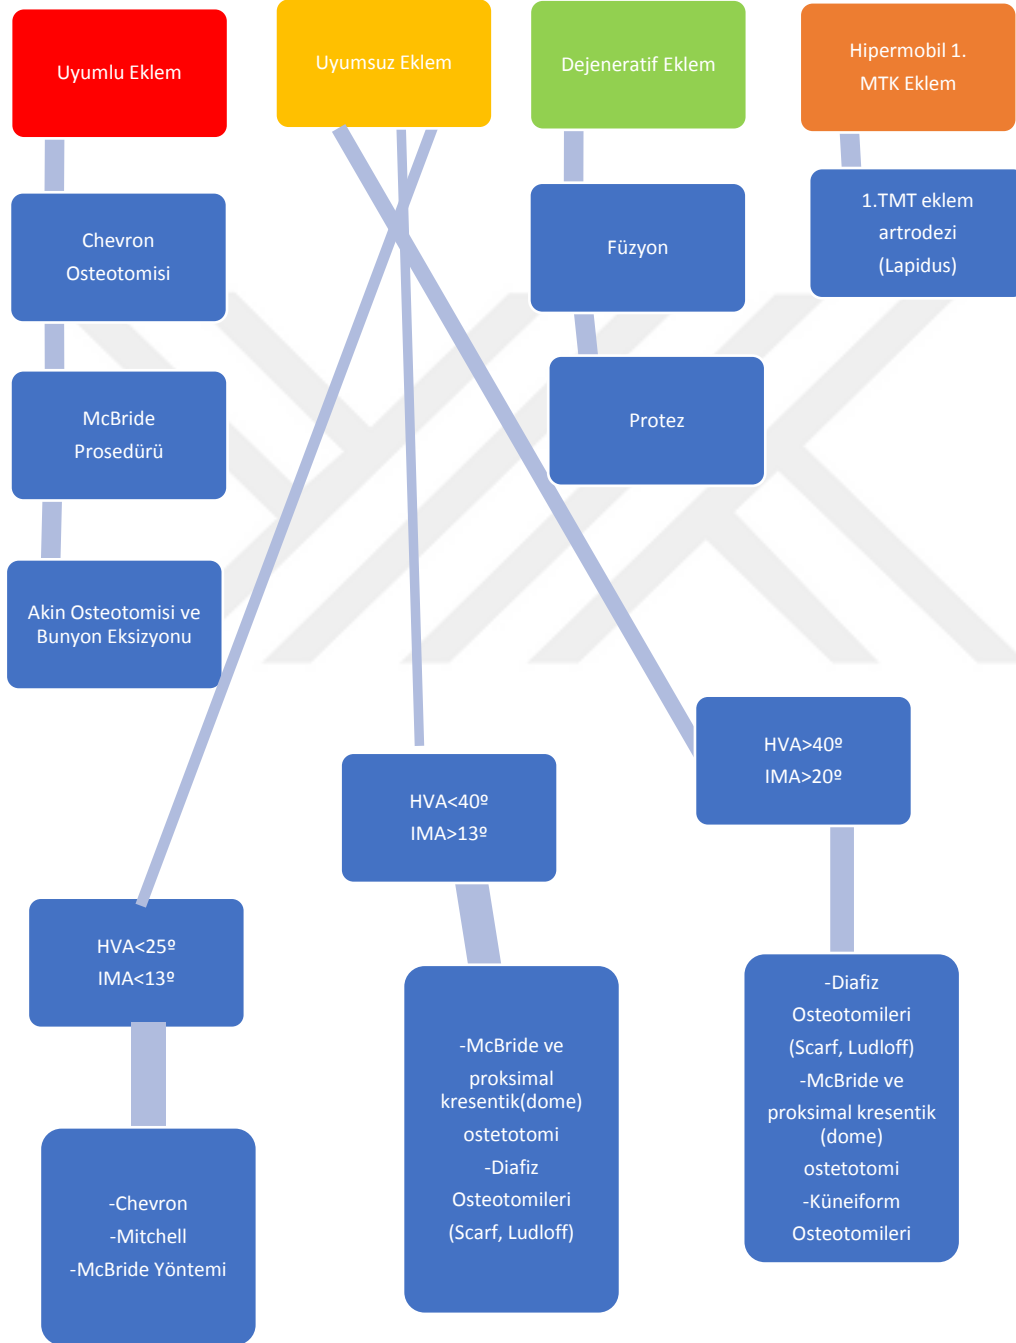 Uyumlu Eklem
Uyumsuz Eklem
Dejeneratif Eklem
Hipermobil 1.
MTK Eklem
Chevron
Osteotomisi
Füzyon
1.TMT eklem
artrodezi
(Lapidus)
McBride
Prosedürü
Protez
Akin Osteotomisi ve
Bunyon Eksizyonu
HVA<25º
IMA<13º
HVA<40º
IMA>13º
HVA>40º
IMA>20º
-Chevron
-Mitchell
-McBride Yöntemi
-McBride ve
proksimal
kresentik(dome)
ostetotomi
-Diafiz
Osteotomileri
(Scarf, Ludloff)
-Diafiz
Osteotomileri
(Scarf, Ludloff)
-McBride ve
proksimal kresentik
(dome)
ostetotomi
-Küneiform
Osteotomileri